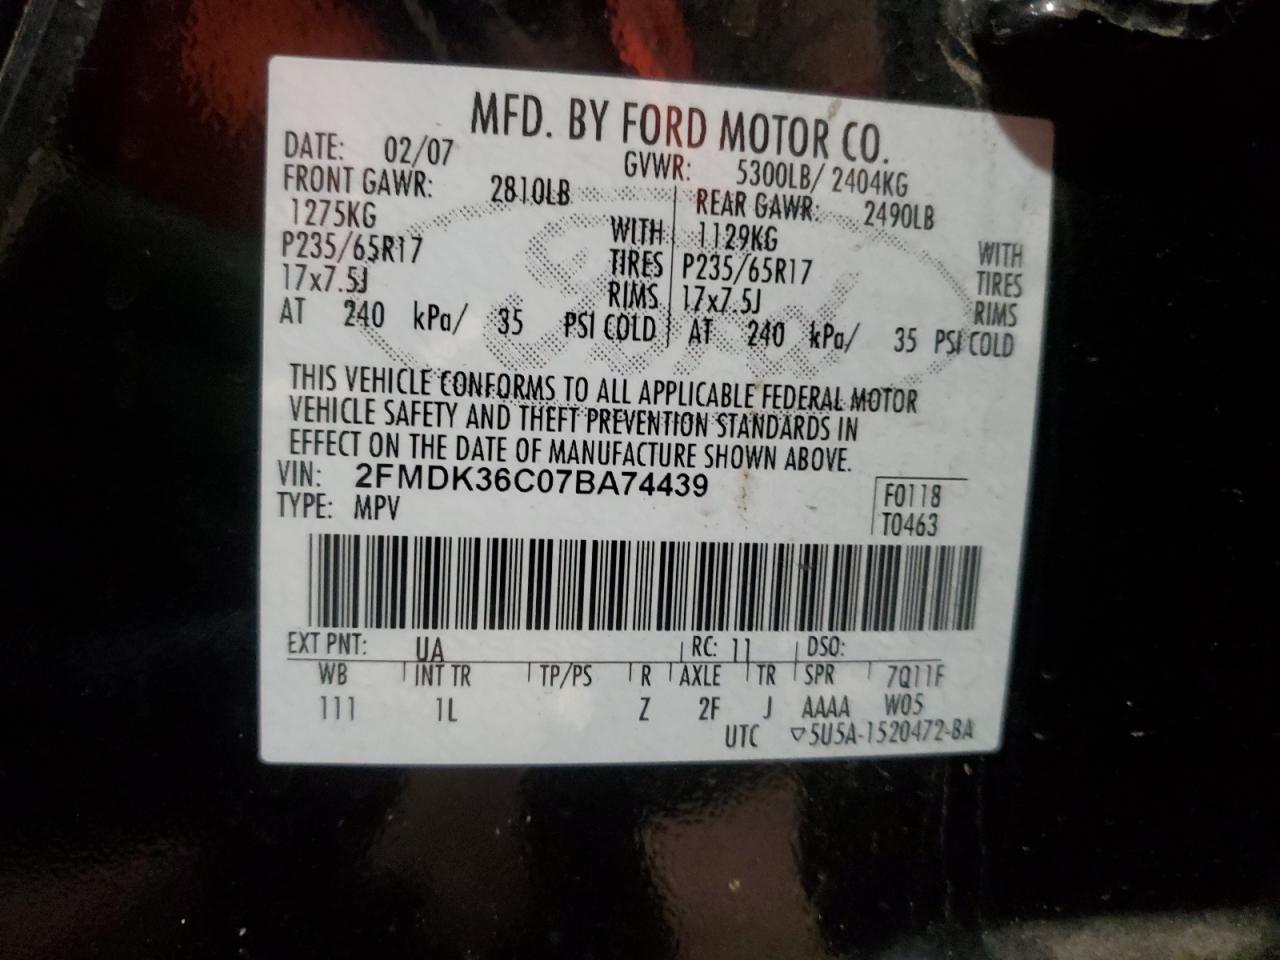 MFD. BY FORD MOTOR CO.
DATE: 02/07 GVWR: 5300LB/ 2404KG
FRONT GAWR: 2810LB REAR GAWR: 2490LB
1275KG WITH 1129KG WITH
P235/65R17 TIRES P235/65R17 TIRES
17x7.5J RIMS 17x7.5J RIMS
AT 240 kPa/ 35 PSI COLD AT 240 kPa/ 35 PSI COLD
THIS VEHICLE CONFORMS TO ALL APPLICABLE FEDERAL MOTOR
VEHICLE SAFETY AND THEFT PREVENTION STANDARDS IN
EFFECT ON THE DATE OF MANUFACTURE SHOWN ABOVE.
VIN: 2FMDK36C07BA74439 F0118
TYPE: MPV T0463
EXT PNT: UA RC: 11 DSO:
WB INT TR TP/PS R AXLE TR SPR 7Q11F
111 1L Z 2F J AAAA W05
UTC ▽5U5A-1520472-BA
Ford